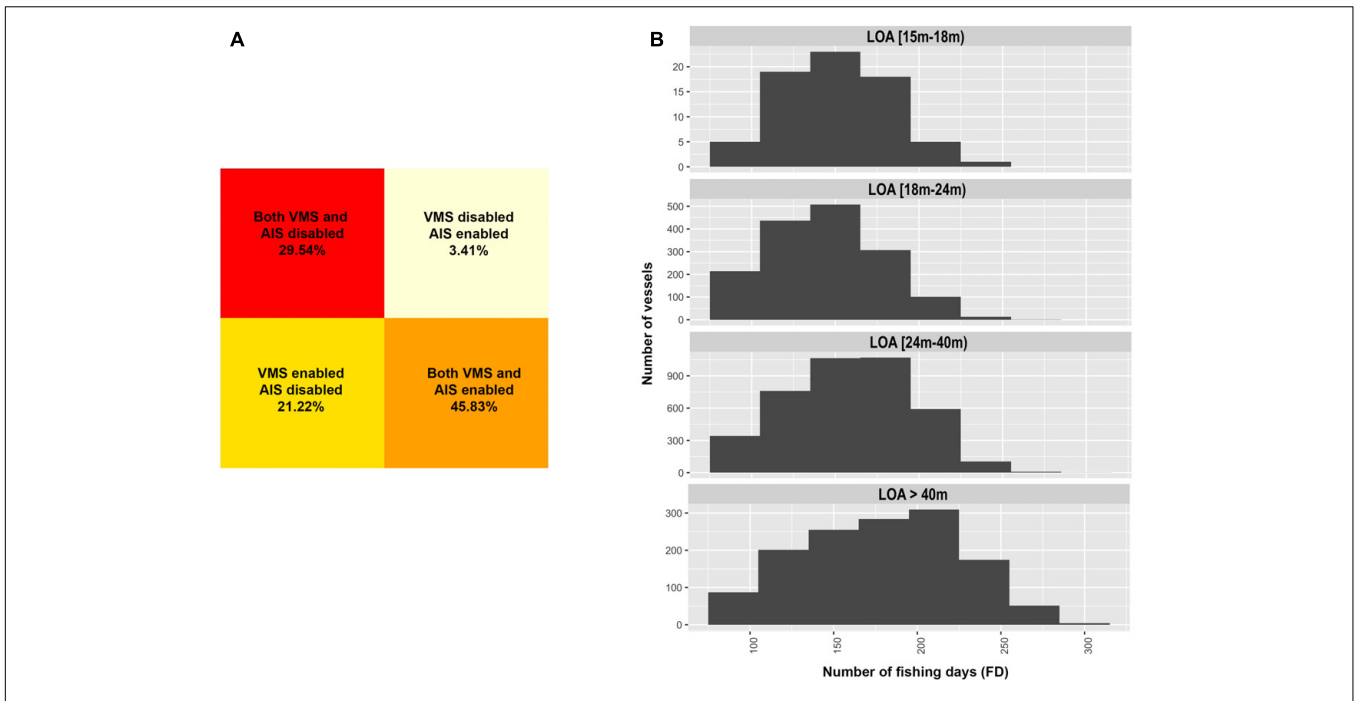 A
Both VMS and
AIS disabled
29.54%
VMS disabled
AIS enabled
3.41%
VMS enabled
AIS disabled
21.22%
Both VMS and
AIS enabled
45.83%
B
Number of vessels
LOA [15m-18m)
20
15
10
5
0
LOA [18m-24m)
500
400
300
200
100
0
LOA [24m-40m)
900
600
300
0
LOA > 40m
300
200
100
0
100
150
200
250
300
Number of fishing days (FD)